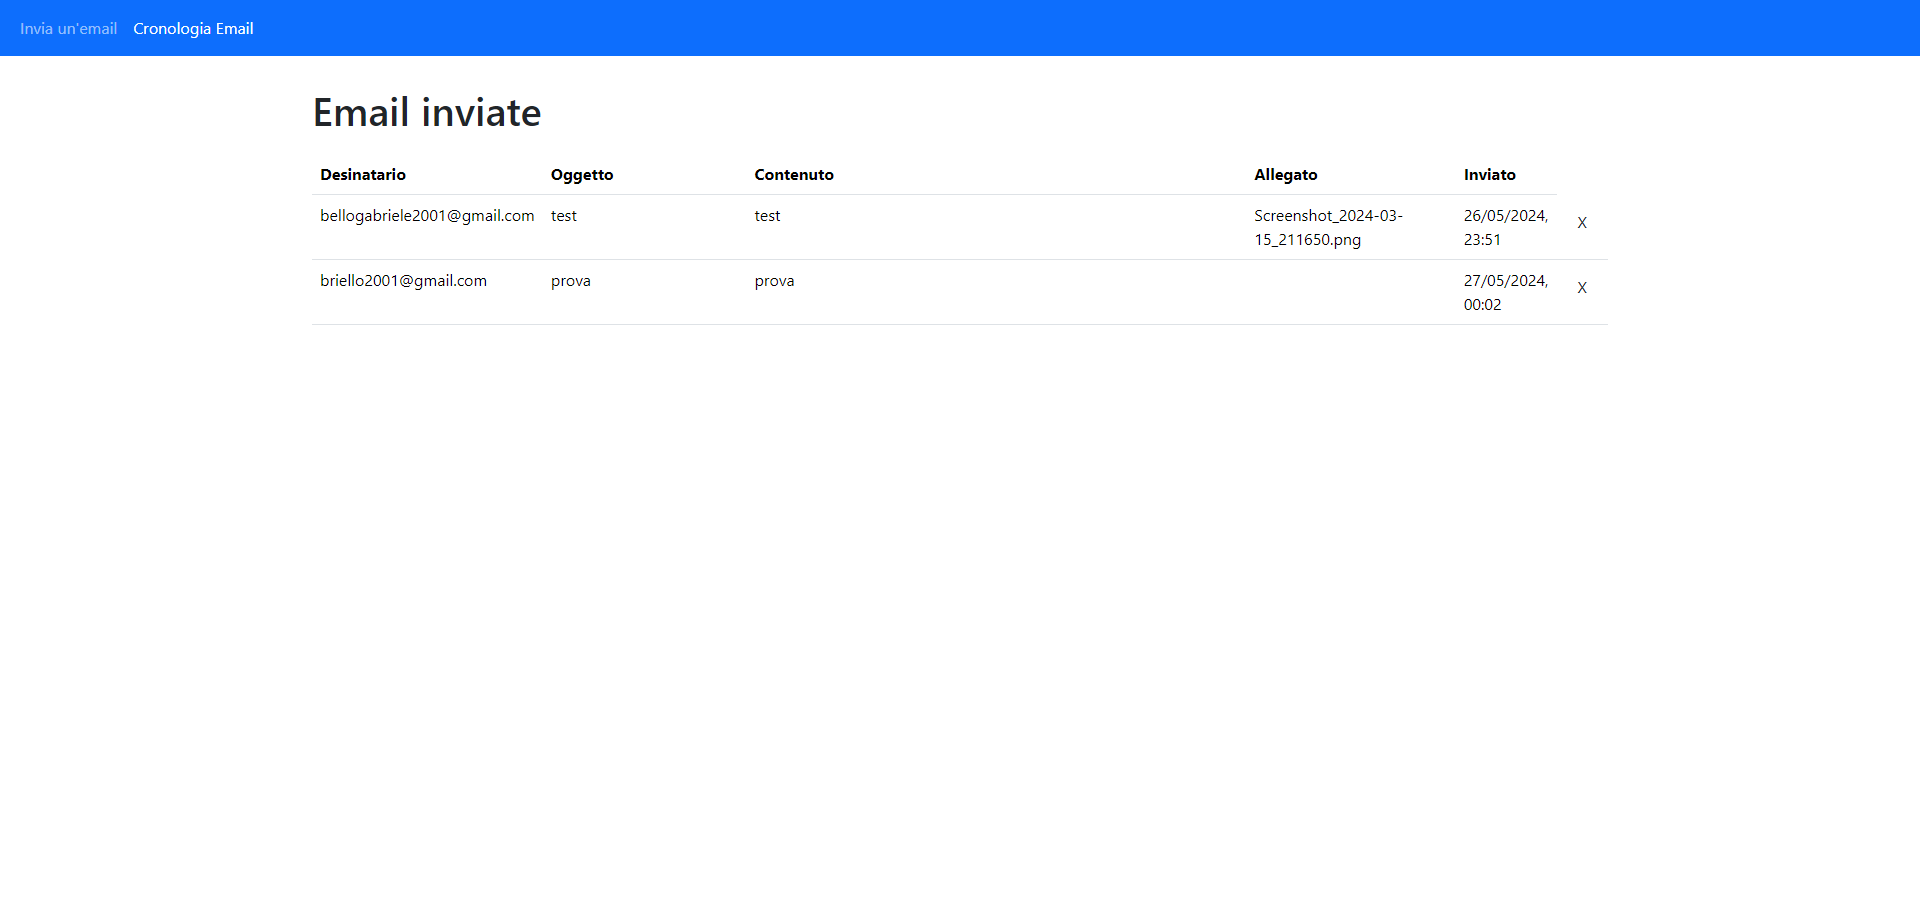 Invia un'email Cronologia Email
Email inviate
Desinatario Oggetto Contenuto Allegato Inviato
bellogabriele2001@gmail.com test test Screenshot_2024-03- 26/05/2024,
15_211650.png 23:51 X
briello2001@gmail.com prova prova 27/05/2024,
00:02 X